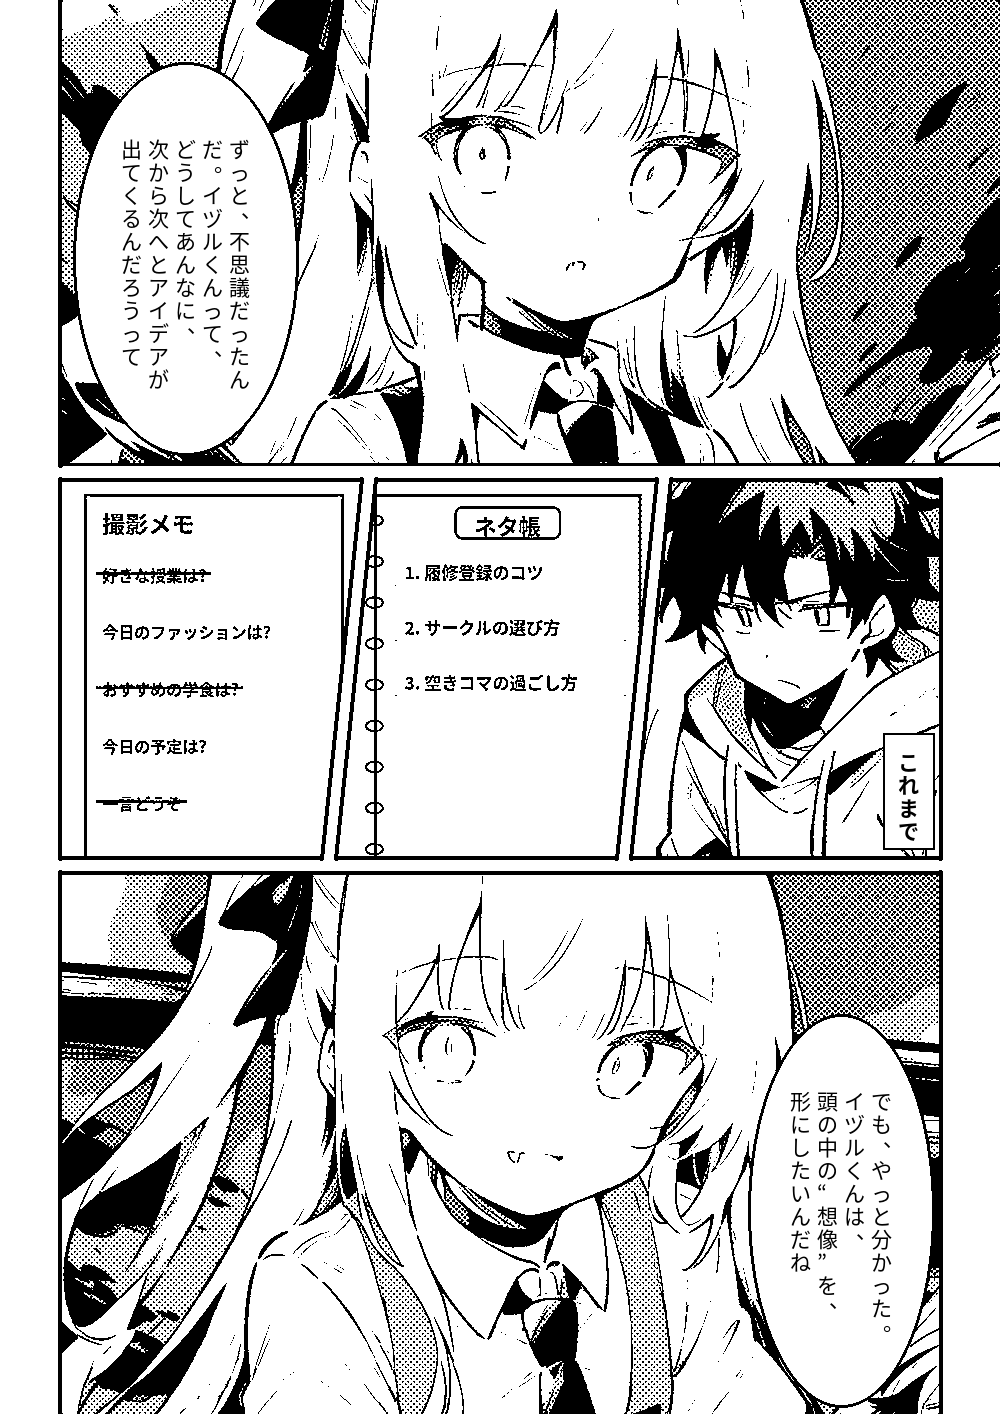 ずっと、不思議だったん
だ。イヅルくんって、
どうしてあんなに、
次から次へとアイデアが
出てくるんだろうって
これまで
ネタ帳
1. 履修登録のコツ
2. サークルの選び方
3. 空きコマの過ごし方
撮影メモ
好きな授業は?
今日のファッションは?
おすすめの学食は?
今日の予定は?
一言どうぞ
でも、やっと分かった。
イヅルくんは、
頭の中の“想像”を、
形にしたいんだね